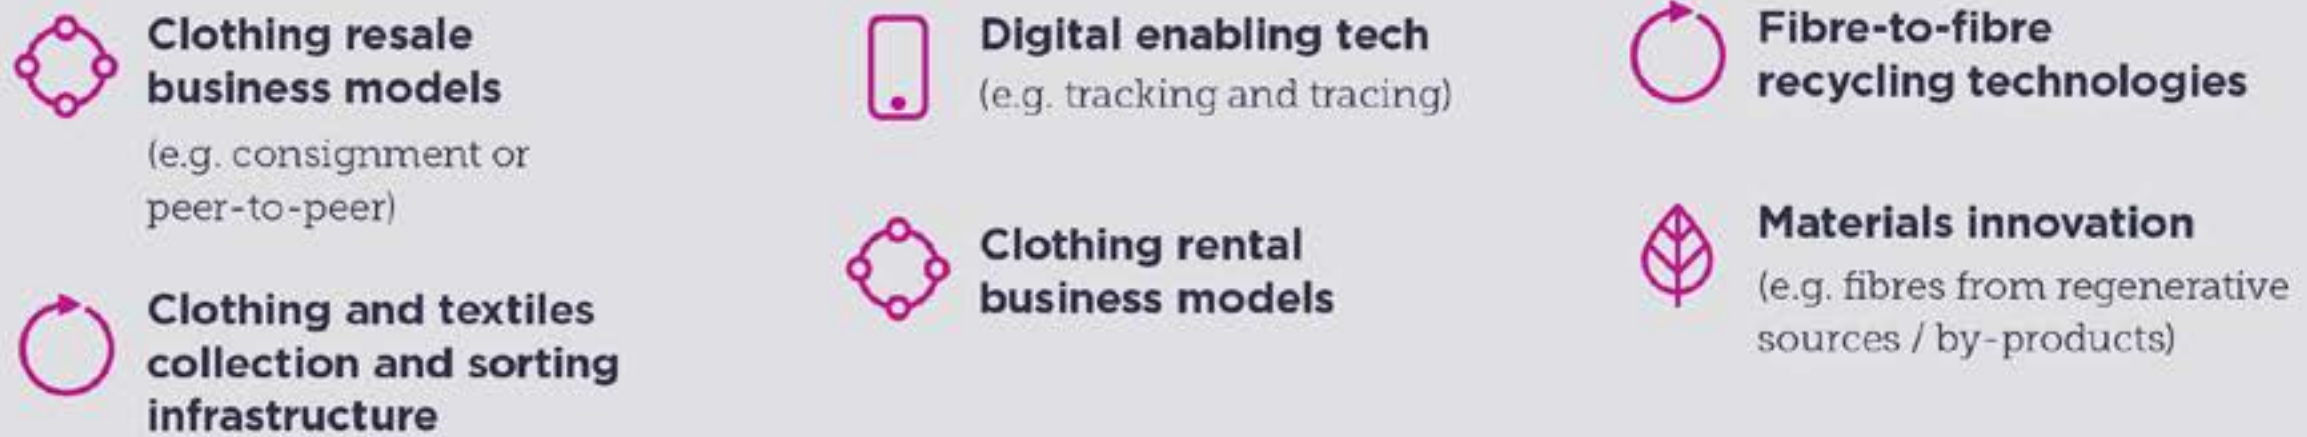 Clothing resale
business models
(e.g. consignment or
peer-to-peer)
Clothing and textiles
collection and sorting
infrastructure
Digital enabling tech
(e.g. tracking and tracing)
Clothing rental
business models
Fibre-to-fibre
recycling technologies
Materials innovation
(e.g. fibres from regenerative
sources / by-products)